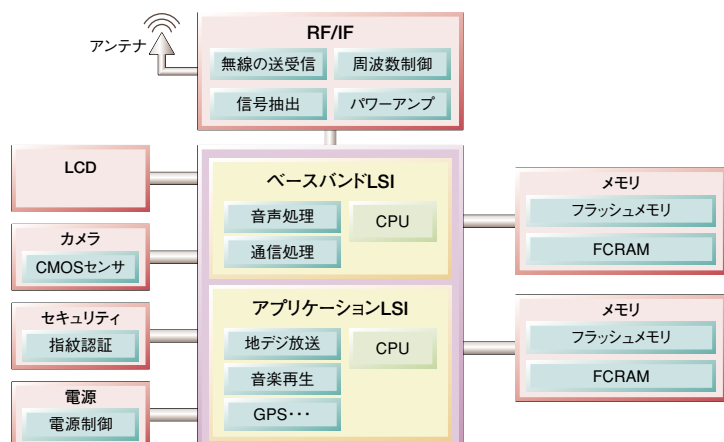 アンテナ
RF/IF
無線の送受信
周波数制御
信号抽出
パワーアンプ
LCD
カメラ
CMOSセンサ
セキュリティ
指紋認証
電源
電源制御
ベースバンドLSI
音声処理
通信処理
CPU
アプリケーションLSI
地デジ放送
音楽再生
GPS･･･
CPU
メモリ
フラッシュメモリ
FCRAM
メモリ
フラッシュメモリ
FCRAM